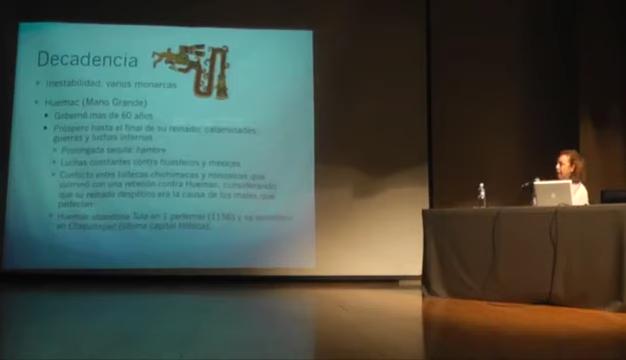 Decadencia
Inestabilidad, varios monarcas
Huemac (Mano Grande)
Gobernó mas de 60 años
Próspero hasta el final de su reinado; calamidades,
guerras y luchas internas
Prolongada sequía: hambre
Luchas constantes contra huastecos y
Conflicto entre toltecas chichimecas y nonoalcas que
culminó con una rebelión contra Huemac, considerando
que su reinado despótico era la causa de los males que
padecían
Huemac abandona Tula en 1 pedernal (1156) y se
en Chapultepec (última capital tolteca).